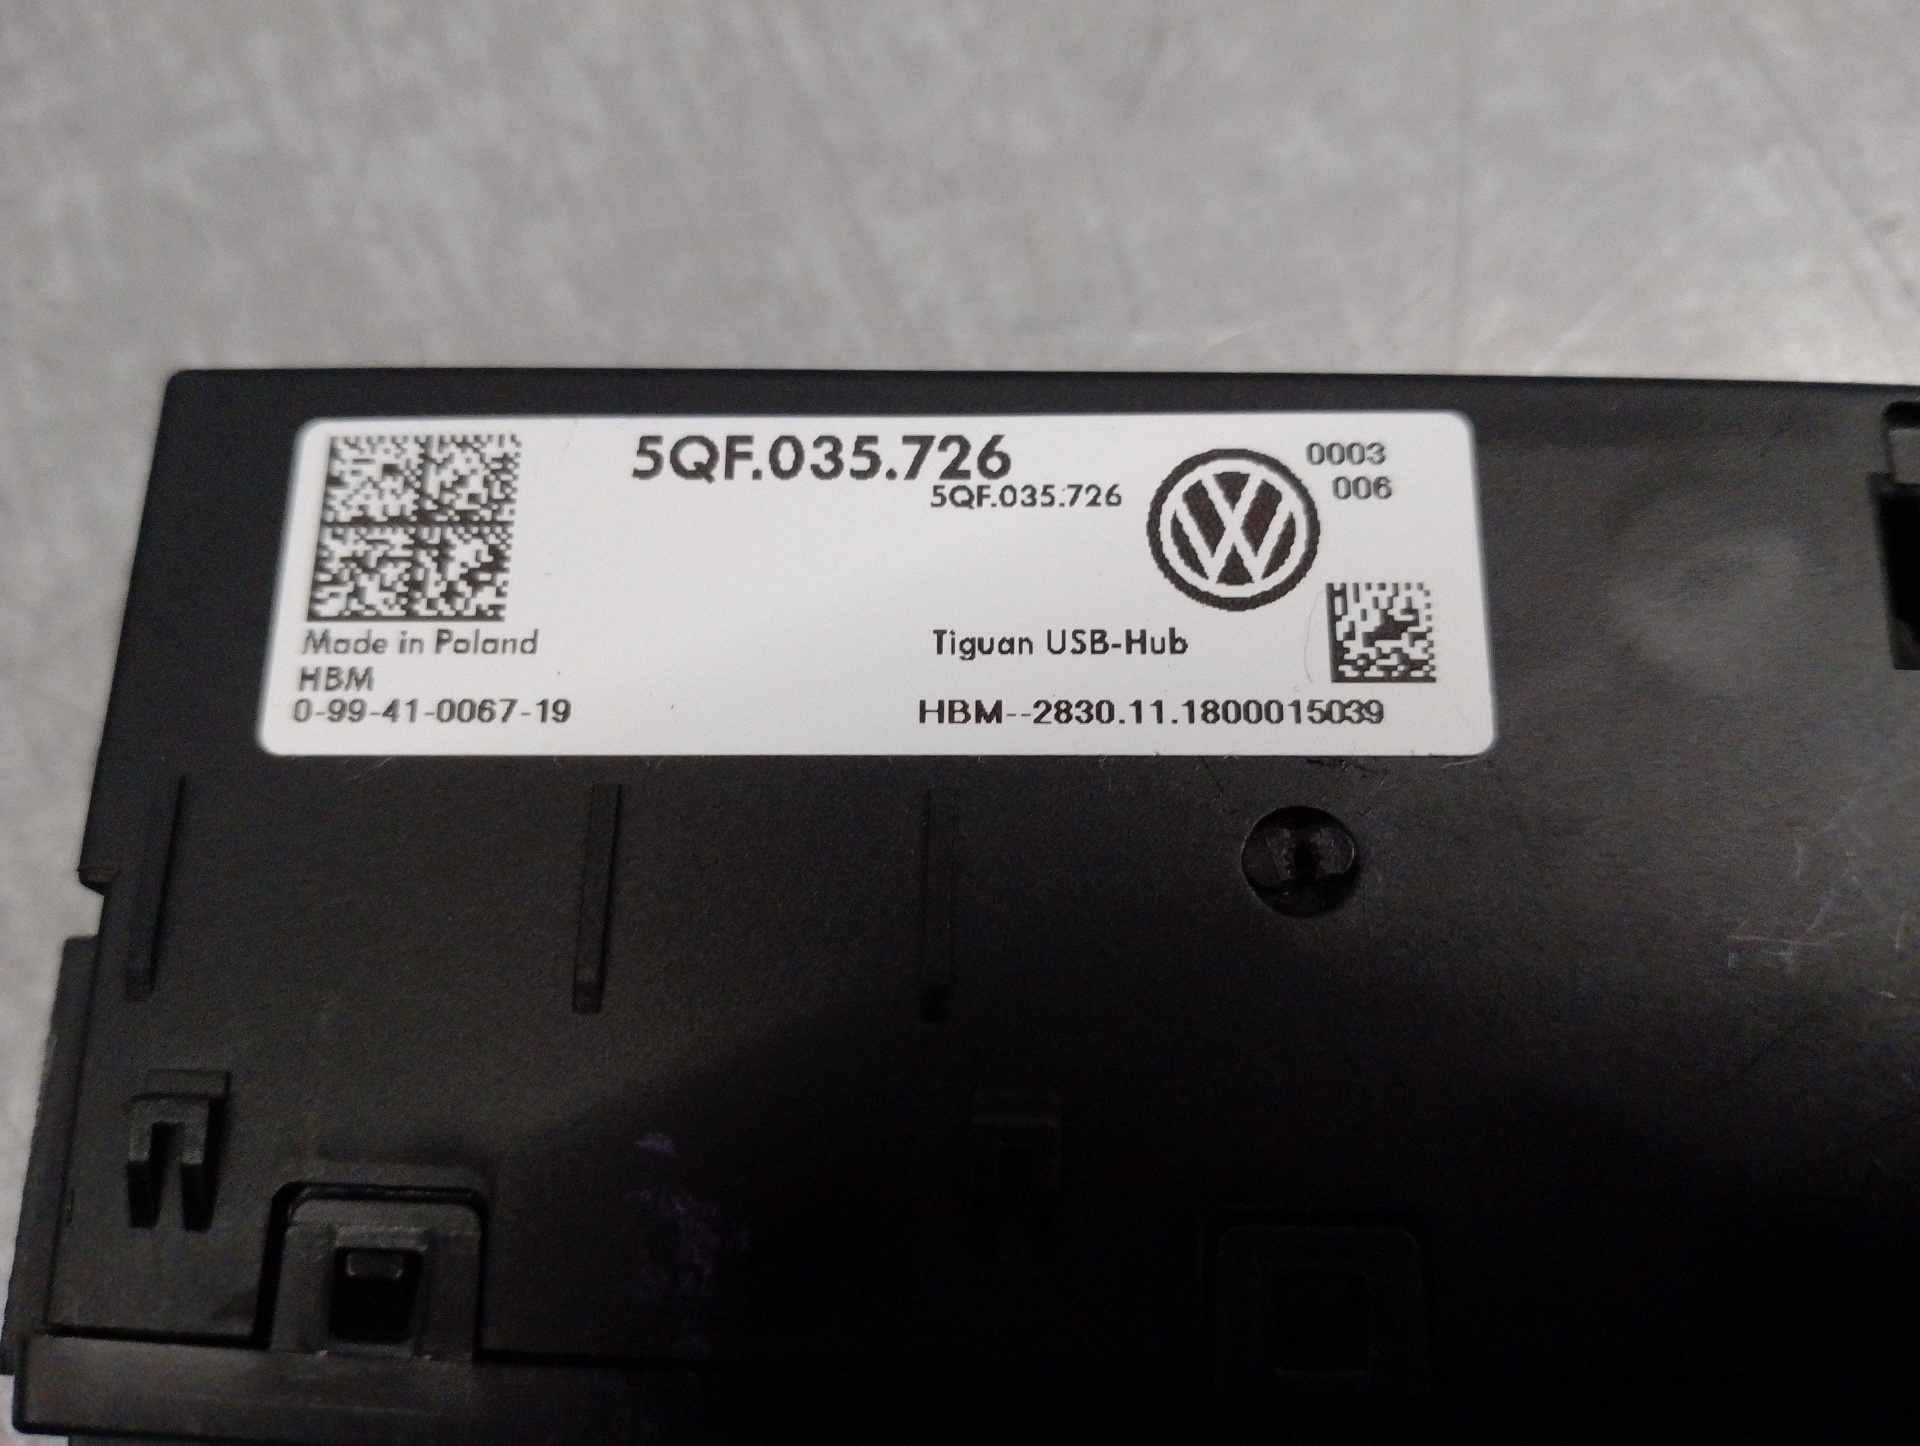 5QF.035.726
5QF.035.726
0003
006
Made in Poland
HBM
0-99-41-0067-19
Tiguan USB-Hub
HBM--2830.11.1800015039